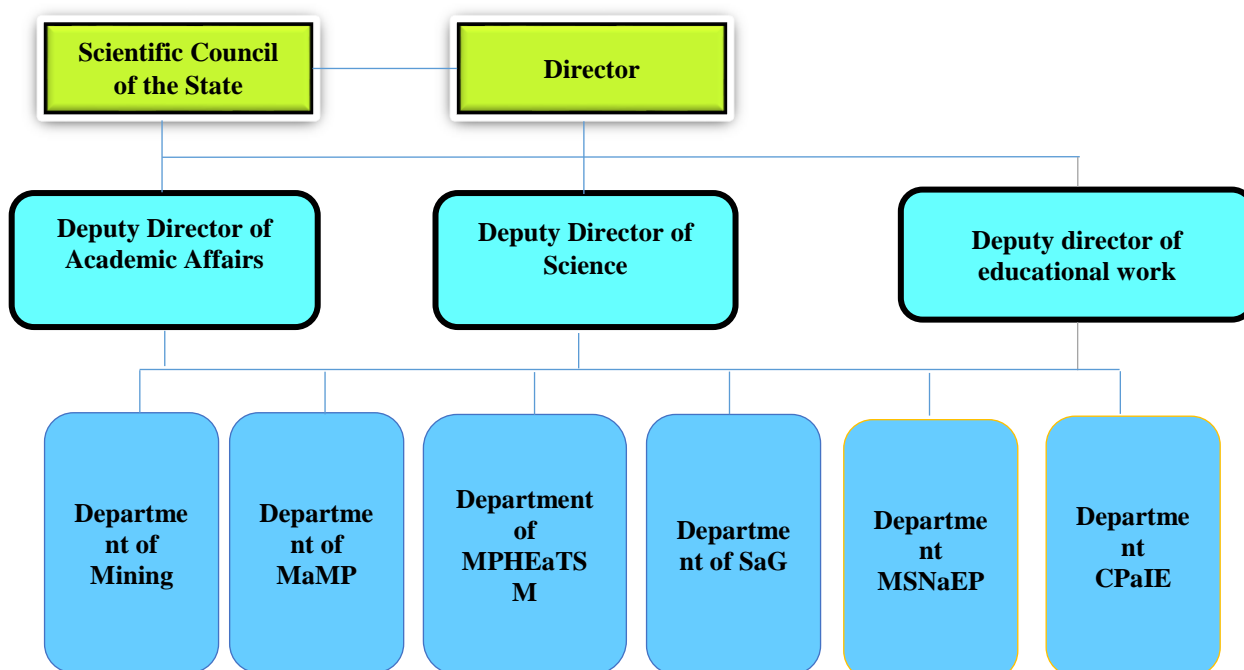 Scientific Council
of the State
Director
Deputy Director of
Academic Affairs
Deputy Director of
Science
Deputy director of
educational work
Departme
nt of
Mining
Departme
nt of
MaMP
Department
of
MPHEaTS
M
Departme
nt of SaG
Departme
nt
MSNaEP
Departme
nt
CPaIE